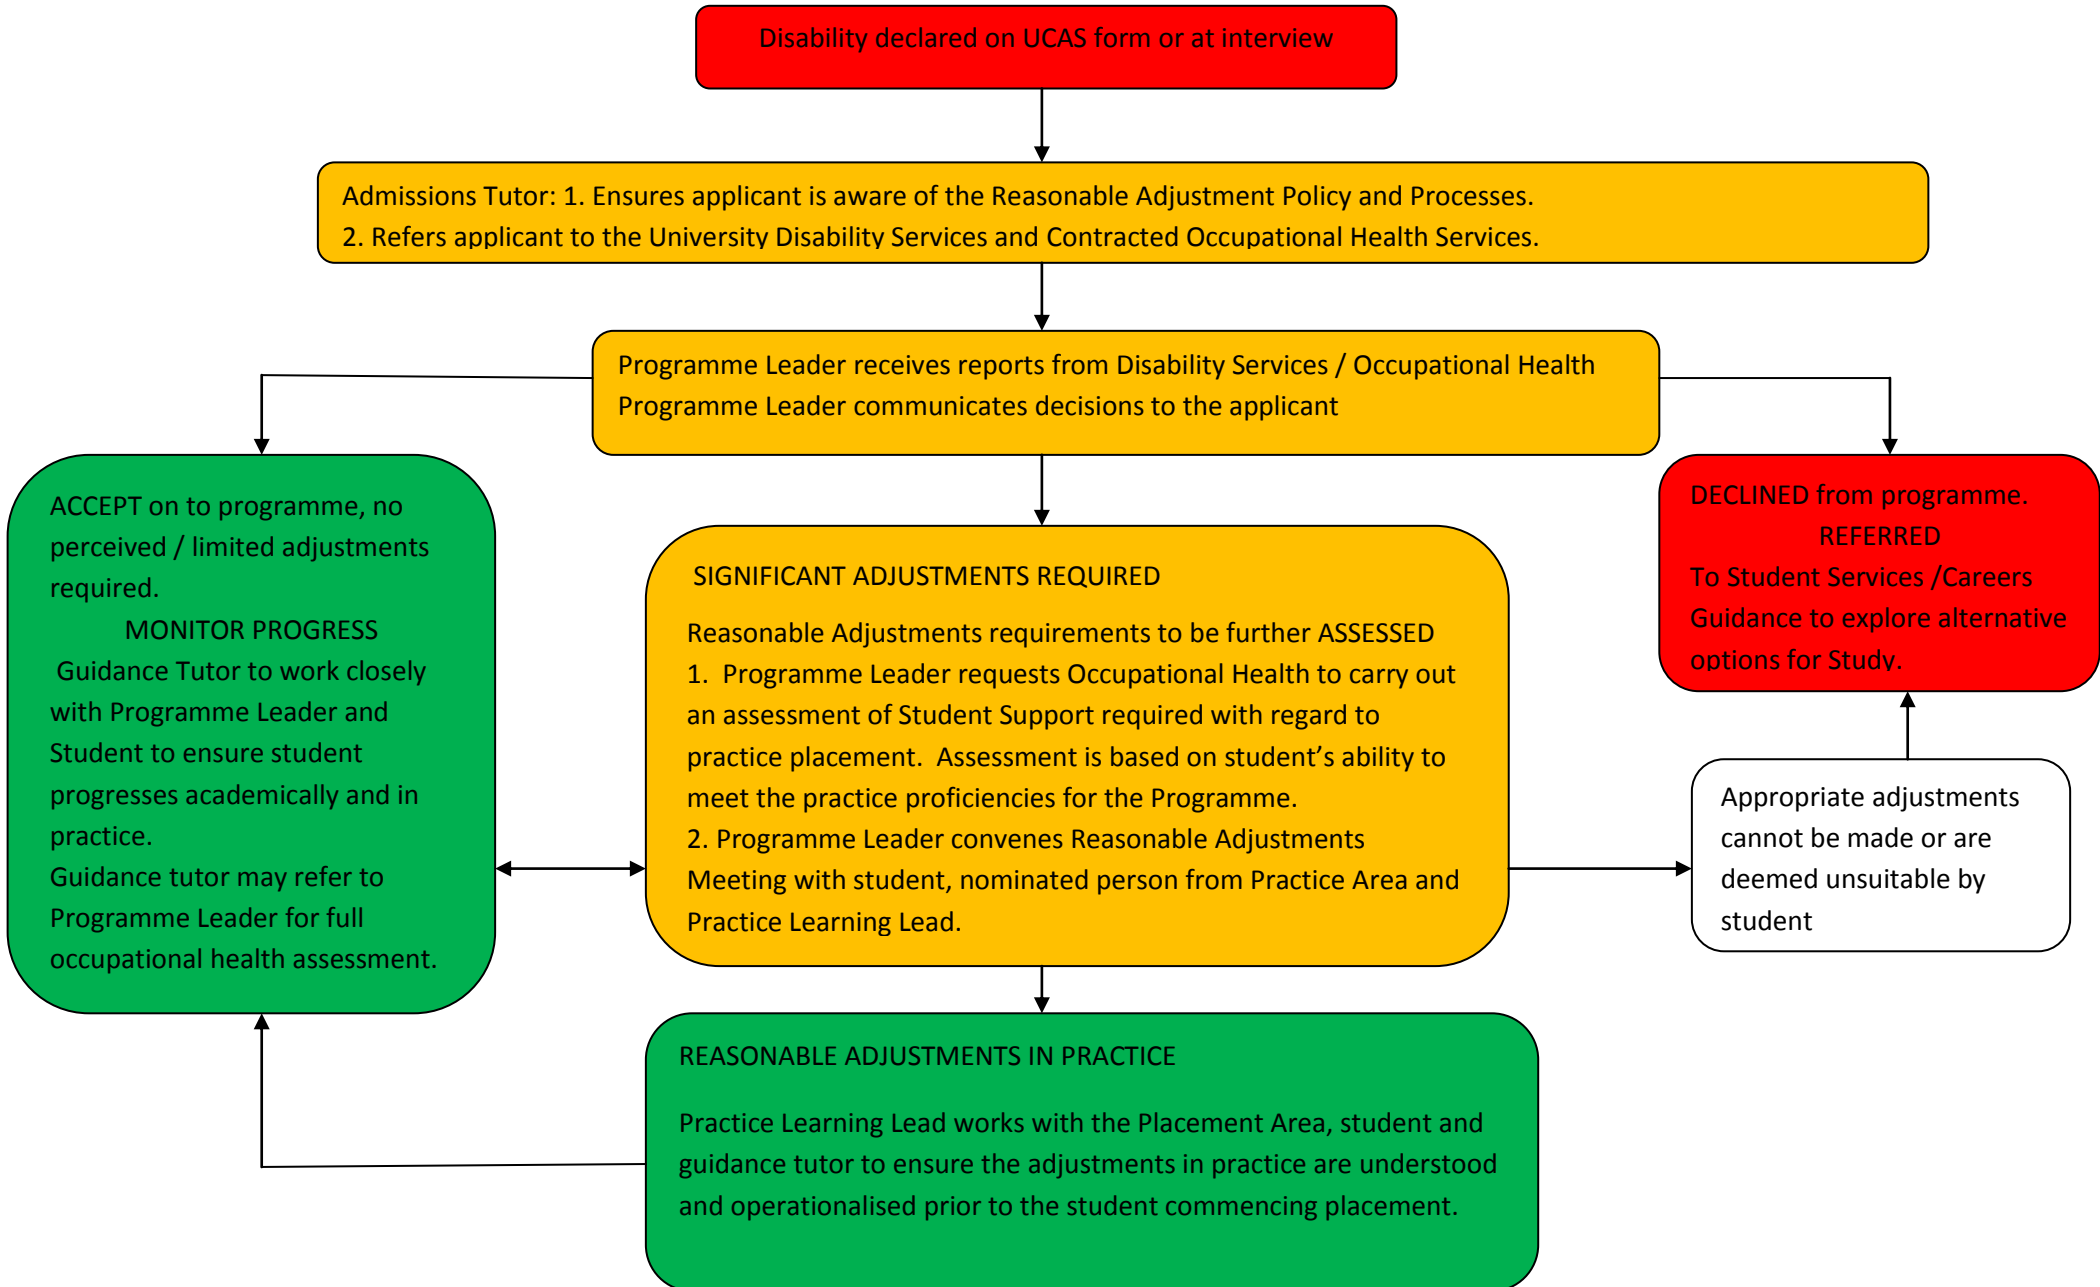 Disability declared on UCAS form or at interview
Admissions Tutor: 1. Ensures applicant is aware of the Reasonable Adjustment Policy and Processes.
2. Refers applicant to the University Disability Services and Contracted Occupational Health Services.
Programme Leader receives reports from Disability Services / Occupational Health
Programme Leader communicates decisions to the applicant
ACCEPT on to programme, no
perceived / limited adjustments
required.
MONITOR PROGRESS
Guidance Tutor to work closely
with Programme Leader and
Student to ensure student
progresses academically and in
practice.
Guidance tutor may refer to
Programme Leader for full
occupational health assessment.
SIGNIFICANT ADJUSTMENTS REQUIRED
Reasonable Adjustments requirements to be further ASSESSED
1. Programme Leader requests Occupational Health to carry out
an assessment of Student Support required with regard to
practice placement. Assessment is based on student’s ability to
meet the practice proficiencies for the Programme.
2. Programme Leader convenes Reasonable Adjustments
Meeting with student, nominated person from Practice Area and
Practice Learning Lead.
DECLINED from programme.
REFERRED
To Student Services /Careers
Guidance to explore alternative
options for Study.
Appropriate adjustments
cannot be made or are
deemed unsuitable by
student
REASONABLE ADJUSTMENTS IN PRACTICE
Practice Learning Lead works with the Placement Area, student and
guidance tutor to ensure the adjustments in practice are understood
and operationalised prior to the student commencing placement.